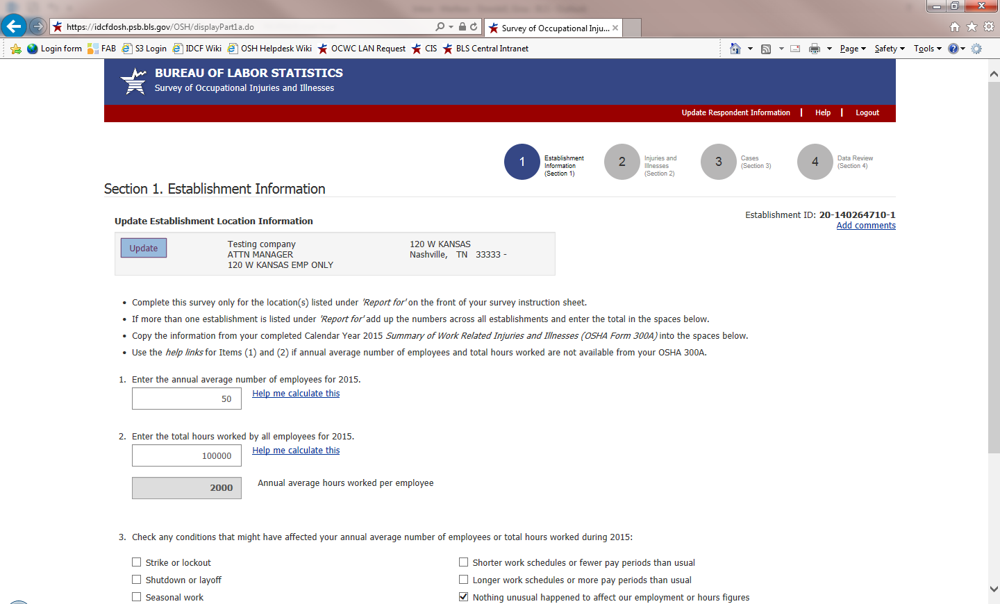 https://idcfdosh.psb.bls.gov/OSH/displayPart1a.do
Survey of Occupational Inju...
Login form
FAB
S3 Login
IDCF Wiki
OSH Helpdesk Wiki
OCWC LAN Request
CIS
BLS Central Intranet
Page
Safety
Tools
BUREAU OF LABOR STATISTICS
Survey of Occupational Injuries and Illnesses
Update Respondent Information | Help | Logout
1
Establishment
Information
(Section 1)
2
Injuries and
Illnesses
(Section 2)
3
Cases
(Section 3)
4
Data Review
(Section 4)
Section 1. Establishment Information
Establishment ID: 20-140264710-1
Add comments
Update Establishment Location Information
Update
Testing company
ATTN MANAGER
120 W KANSAS EMP ONLY
120 W KANSAS
Nashville, TN 33333 -
• Complete this survey only for the location(s) listed under 'Report for' on the front of your survey instruction sheet.
• If more than one establishment is listed under 'Report for' add up the numbers across all establishments and enter the total in the spaces below.
• Copy the information from your completed Calendar Year 2015 Summary of Work Related Injuries and Illnesses (OSHA Form 300A) into the spaces below.
• Use the help links for Items (1) and (2) if annual average number of employees and total hours worked are not available from your OSHA 300A.
1. Enter the annual average number of employees for 2015.
50
Help me calculate this
2. Enter the total hours worked by all employees for 2015.
100000
Help me calculate this
2000
Annual average hours worked per employee
3. Check any conditions that might have affected your annual average number of employees or total hours worked during 2015:
Strike or lockout
Shorter work schedules or fewer pay periods than usual
Shutdown or layoff
Longer work schedules or more pay periods than usual
Seasonal work
Nothing unusual happened to affect our employment or hours figures